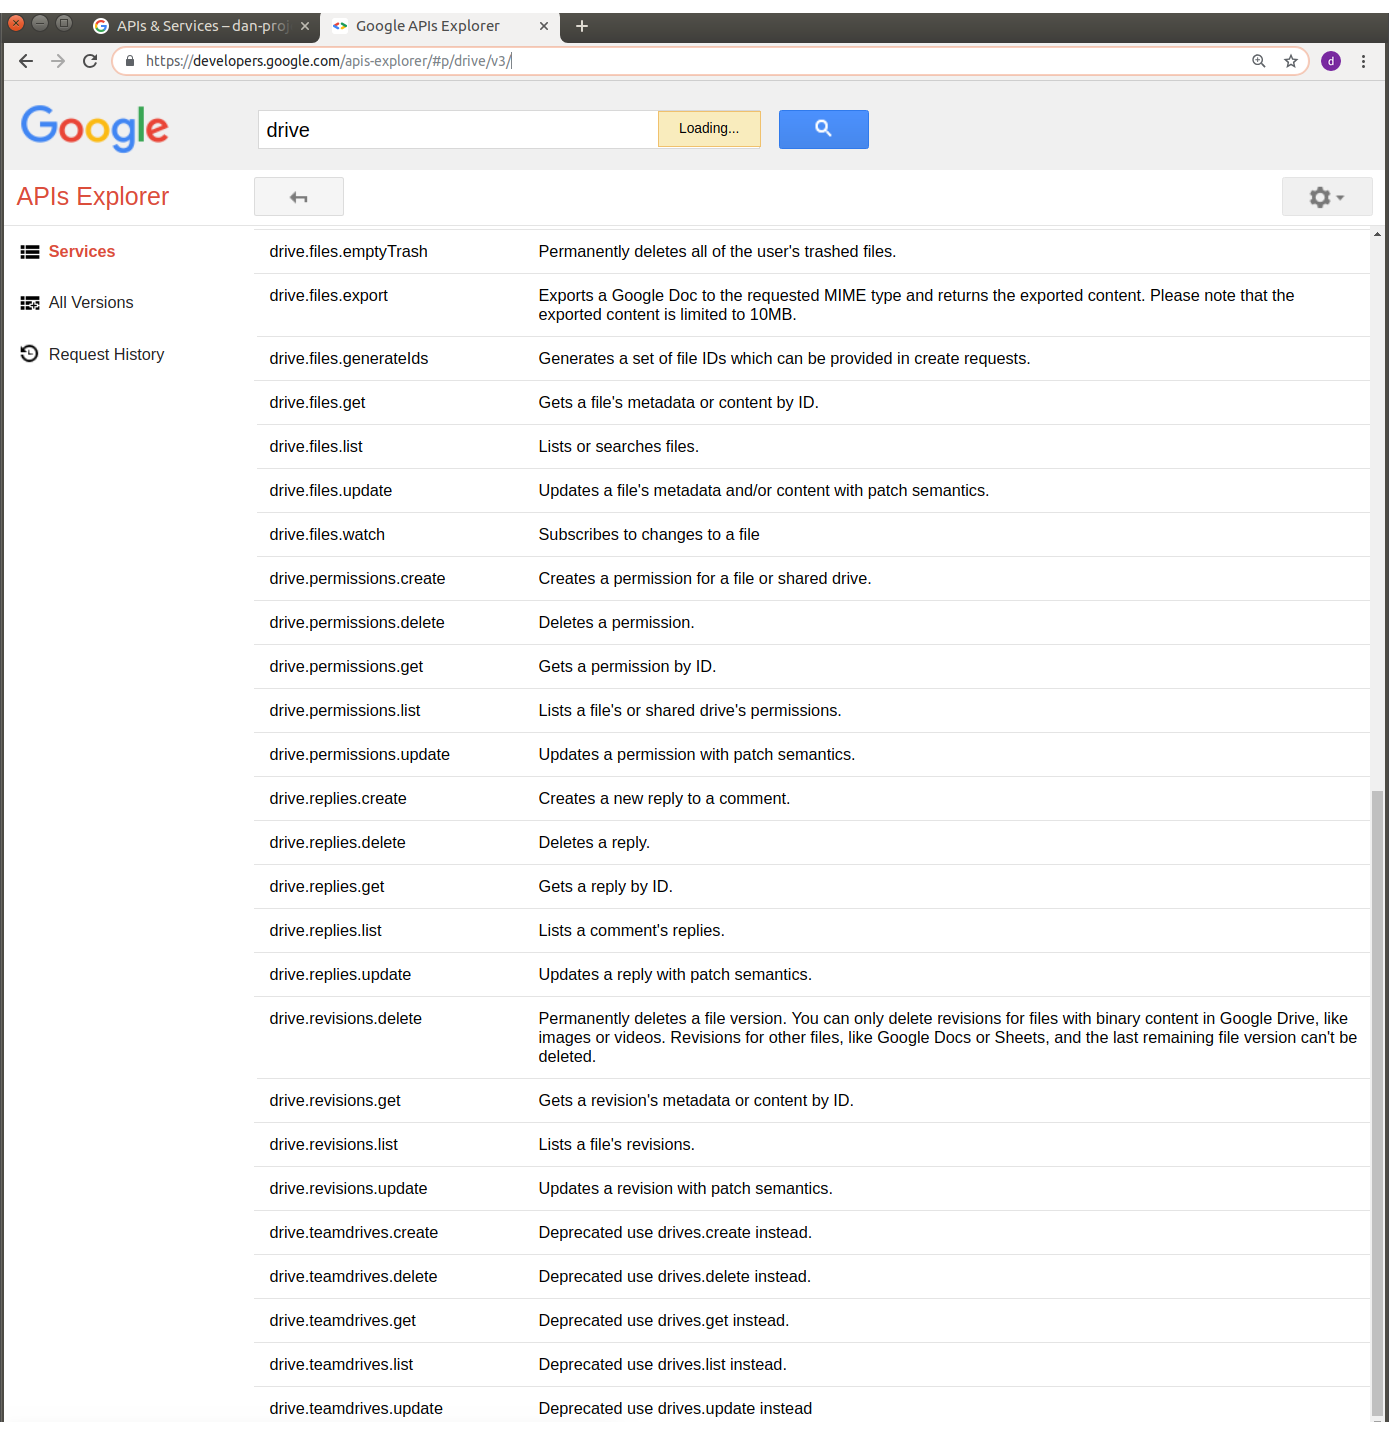 APIs & Services – dan-proj
Google APIs Explorer
https://developers.google.com/apis-explorer/#p/drive/v3/
d
Google
drive
Loading...
APIs Explorer
Services
All Versions
Request History
drive.files.emptyTrash Permanently deletes all of the user's trashed files.
drive.files.export Exports a Google Doc to the requested MIME type and returns the exported content. Please note that the
exported content is limited to 10MB.
drive.files.generateIds Generates a set of file IDs which can be provided in create requests.
drive.files.get Gets a file's metadata or content by ID.
drive.files.list Lists or searches files.
drive.files.update Updates a file's metadata and/or content with patch semantics.
drive.files.watch Subscribes to changes to a file
drive.permissions.create Creates a permission for a file or shared drive.
drive.permissions.delete Deletes a permission.
drive.permissions.get Gets a permission by ID.
drive.permissions.list Lists a file's or shared drive's permissions.
drive.permissions.update Updates a permission with patch semantics.
drive.replies.create Creates a new reply to a comment.
drive.replies.delete Deletes a reply.
drive.replies.get Gets a reply by ID.
drive.replies.list Lists a comment's replies.
drive.replies.update Updates a reply with patch semantics.
drive.revisions.delete Permanently deletes a file version. You can only delete revisions for files with binary content in Google Drive, like
images or videos. Revisions for other files, like Google Docs or Sheets, and the last remaining file version can't be
deleted.
drive.revisions.get Gets a revision's metadata or content by ID.
drive.revisions.list Lists a file's revisions.
drive.revisions.update Updates a revision with patch semantics.
drive.teamdrives.create Deprecated use drives.create instead.
drive.teamdrives.delete Deprecated use drives.delete instead.
drive.teamdrives.get Deprecated use drives.get instead.
drive.teamdrives.list Deprecated use drives.list instead.
drive.teamdrives.update Deprecated use drives.update instead